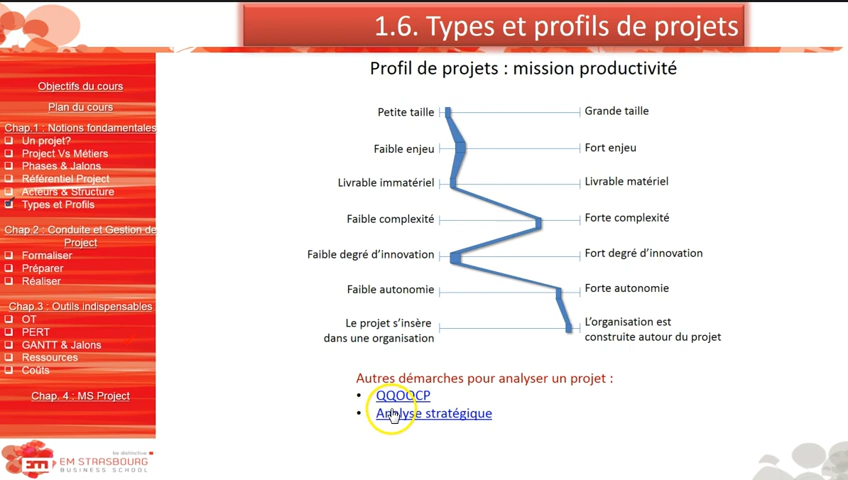 1.6. Types et profils de projets
Objectifs du cours
Plan du cours
Chap.1 : Notions fondamentales
Un projet?
Project Vs Métiers
Phases & Jalons
Référentiel Project
Acteurs & Structure
Types et Profils
Chap.2 : Conduite et Gestion de
Project
Formaliser
Préparer
Réaliser
Chap.3 : Outils indispensables
OT
PERT
GANTT & Jalons
Ressources
Coûts
Chap. 4 : MS Project
be distinctive
EM STRASBOURG
BUSINESS SCHOOL
Profil de projets : mission productivité
Petite taille
Grande taille
Faible enjeu
Fort enjeu
Livrable immatériel
Livrable matériel
Faible complexité
Forte complexité
Faible degré d'innovation
Fort degré d'innovation
Faible autonomie
Forte autonomie
Le projet s'insère
dans une organisation
L'organisation est
construite autour du projet
Autres démarches pour analyser un projet :
• QQOQCP
• Analyse stratégique